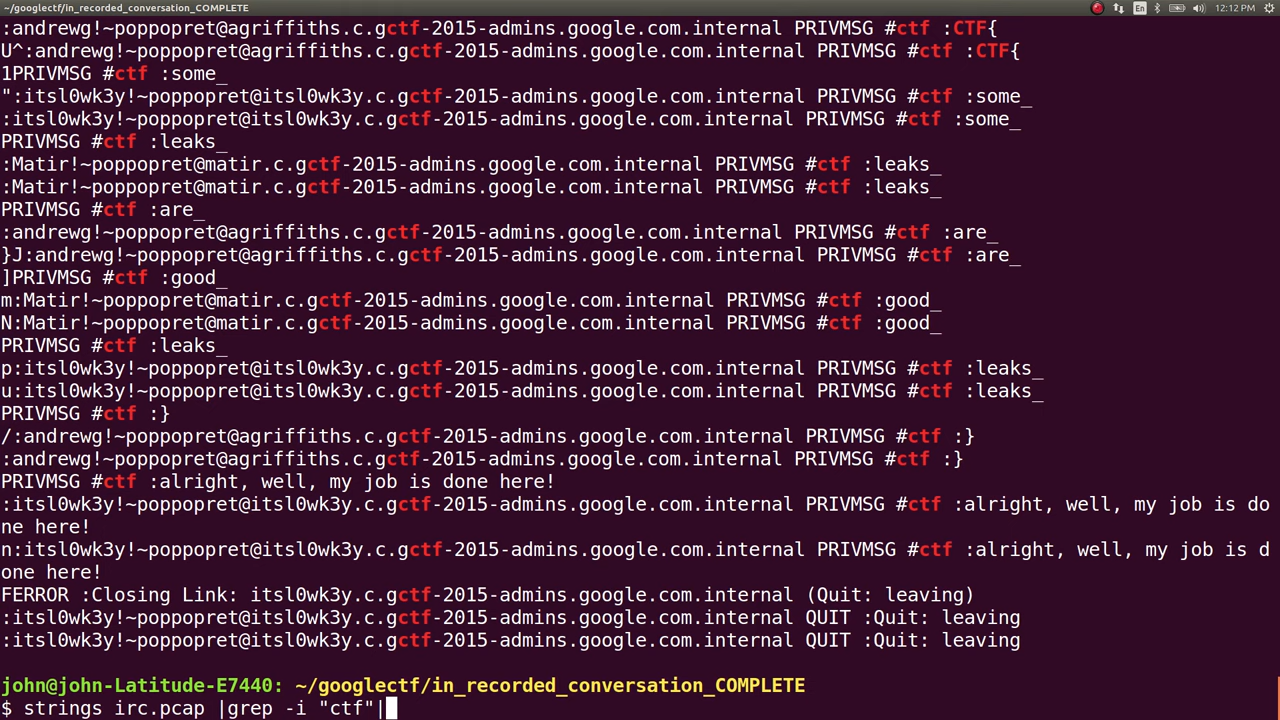 ~/googlectf/in_recorded_conversation_COMPLETE
En
12:12 PM
:andrewg!~poppopret@agriffiths.c.gctf-2015-admins.google.com.internal PRIVMSG #ctf :CTF{
U^:andrewg!~poppopret@agriffiths.c.gctf-2015-admins.google.com.internal PRIVMSG #ctf :CTF{
1PRIVMSG #ctf :some_
":itsl0wk3y!~poppopret@itsl0wk3y.c.gctf-2015-admins.google.com.internal PRIVMSG #ctf :some_
:itsl0wk3y!~poppopret@itsl0wk3y.c.gctf-2015-admins.google.com.internal PRIVMSG #ctf :some_
PRIVMSG #ctf :leaks_
:Matir!~poppopret@matir.c.gctf-2015-admins.google.com.internal PRIVMSG #ctf :leaks_
:Matir!~poppopret@matir.c.gctf-2015-admins.google.com.internal PRIVMSG #ctf :leaks_
PRIVMSG #ctf :are_
:andrewg!~poppopret@agriffiths.c.gctf-2015-admins.google.com.internal PRIVMSG #ctf :are_
}J:andrewg!~poppopret@agriffiths.c.gctf-2015-admins.google.com.internal PRIVMSG #ctf :are_
]PRIVMSG #ctf :good_
m:Matir!~poppopret@matir.c.gctf-2015-admins.google.com.internal PRIVMSG #ctf :good_
N:Matir!~poppopret@matir.c.gctf-2015-admins.google.com.internal PRIVMSG #ctf :good_
PRIVMSG #ctf :leaks_
p:itsl0wk3y!~poppopret@itsl0wk3y.c.gctf-2015-admins.google.com.internal PRIVMSG #ctf :leaks_
u:itsl0wk3y!~poppopret@itsl0wk3y.c.gctf-2015-admins.google.com.internal PRIVMSG #ctf :leaks_
PRIVMSG #ctf :}
/:andrewg!~poppopret@agriffiths.c.gctf-2015-admins.google.com.internal PRIVMSG #ctf :}
:andrewg!~poppopret@agriffiths.c.gctf-2015-admins.google.com.internal PRIVMSG #ctf :}
PRIVMSG #ctf :alright, well, my job is done here!
:itsl0wk3y!~poppopret@itsl0wk3y.c.gctf-2015-admins.google.com.internal PRIVMSG #ctf :alright, well, my job is do
ne here!
n:itsl0wk3y!~poppopret@itsl0wk3y.c.gctf-2015-admins.google.com.internal PRIVMSG #ctf :alright, well, my job is d
one here!
FERROR :Closing Link: itsl0wk3y.c.gctf-2015-admins.google.com.internal (Quit: leaving)
:itsl0wk3y!~poppopret@itsl0wk3y.c.gctf-2015-admins.google.com.internal QUIT :Quit: leaving
:itsl0wk3y!~poppopret@itsl0wk3y.c.gctf-2015-admins.google.com.internal QUIT :Quit: leaving
john@john-Latitude-E7440: ~/googlectf/in_recorded_conversation_COMPLETE
$ strings irc.pcap |grep -i "ctf"|